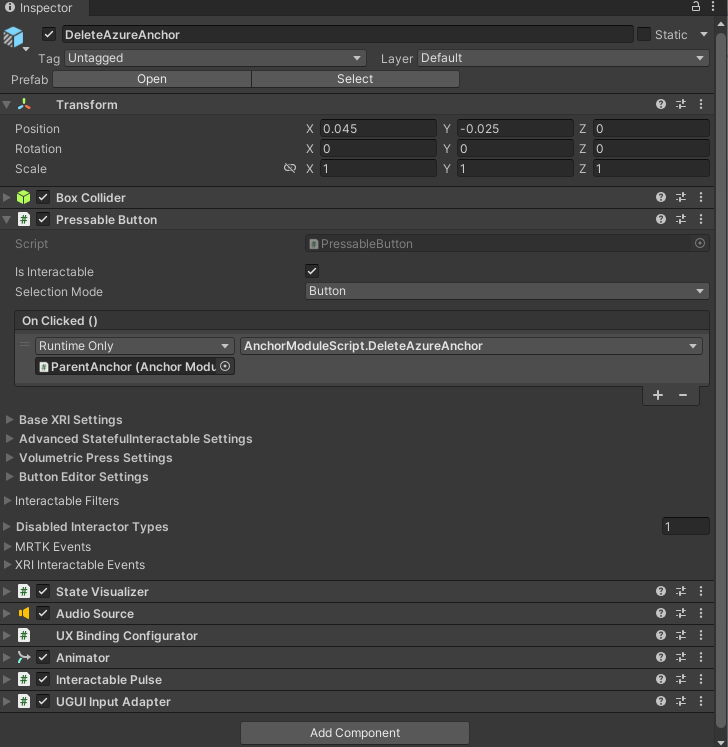 Inspector
DeleteAzureAnchor Static
Tag Untagged Layer Default
Prefab Open Select
Transform
Position X 0.045 Y -0.025 Z 0
Rotation X 0 Y 0 Z 0
Scale X 1 Y 1 Z 1
Box Collider
# Pressable Button
Script # PressableButton
Is Interactable
Selection Mode Button
On Clicked ()
Runtime Only AnchorModuleScript.DeleteAzureAnchor
# ParentAnchor (Anchor Modu
+ −
Base XRI Settings
Advanced StatefulInteractable Settings
Volumetric Press Settings
Button Editor Settings
Interactable Filters
Disabled Interactor Types 1
MRTK Events
XRI Interactable Events
# State Visualizer
Audio Source
# UX Binding Configurator
Animator
# Interactable Pulse
# UGUI Input Adapter
Add Component